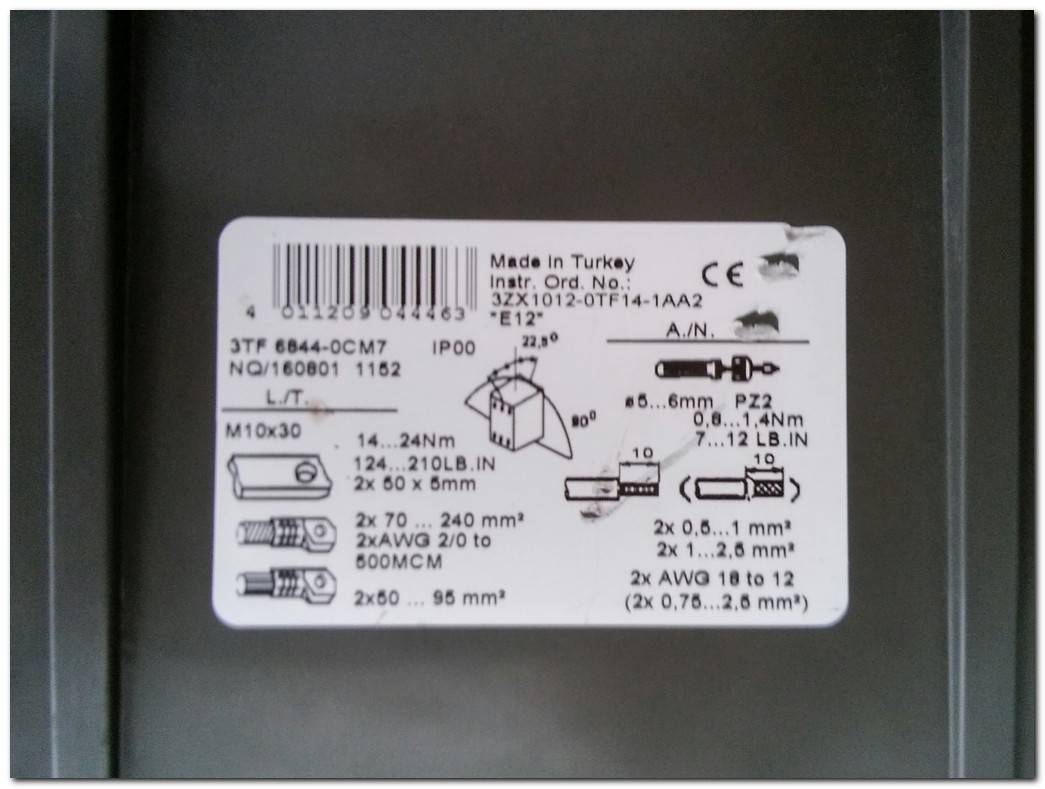 4 011209 044463
Made in Turkey
Instr. Ord. No.:
3ZX1012-0TF14-1AA2
"E12"
CE
3TF 6844-0CM7 IP00
NQ/160801 1152
L./T.
M10x30
14...24Nm
124...210LB.IN
2x 50 x 5mm
2x 70 ... 240 mm²
2xAWG 2/0 to
500MCM
2x50 ... 95 mm²
22,5°
90°
A./N.
ø5...6mm PZ2
0,8...1,4Nm
7...12 LB.IN
10
( 10 )
2x 0,5...1 mm²
2x 1...2,5 mm²
2x AWG 18 to 12
(2x 0,75...2,5 mm²)